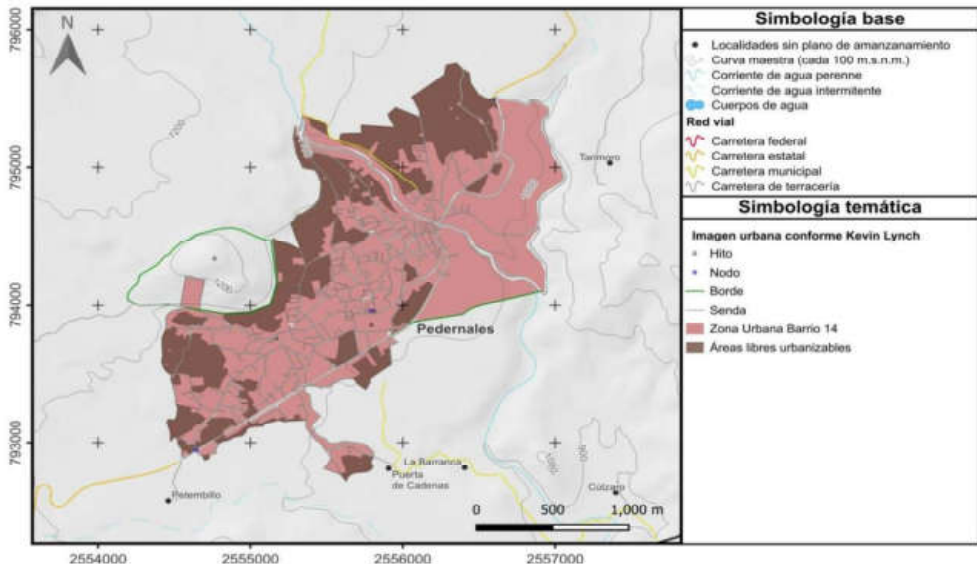 N
796000
795000
794000
793000
2554000
2555000
2556000
2557000
1200
1200
Tarimoro
Pedernales
La Barranca
Puerta
de Cadenas
Petembillo
900
0 500 1,000 m
Simbología base
Localidades sin plano de amanzanamiento
Curva maestra (cada 100 m.s.n.m.)
Corriente de agua perenne
Corriente de agua intermitente
Cuerpos de agua
Red vial
Carretera federal
Carretera estatal
Carretera municipal
Carretera de terracería
Simbología temática
Imagen urbana conforme Kevin Lynch
Hito
Nodo
Borde
Senda
Zona Urbana Barrio 14
Áreas libres urbanizables